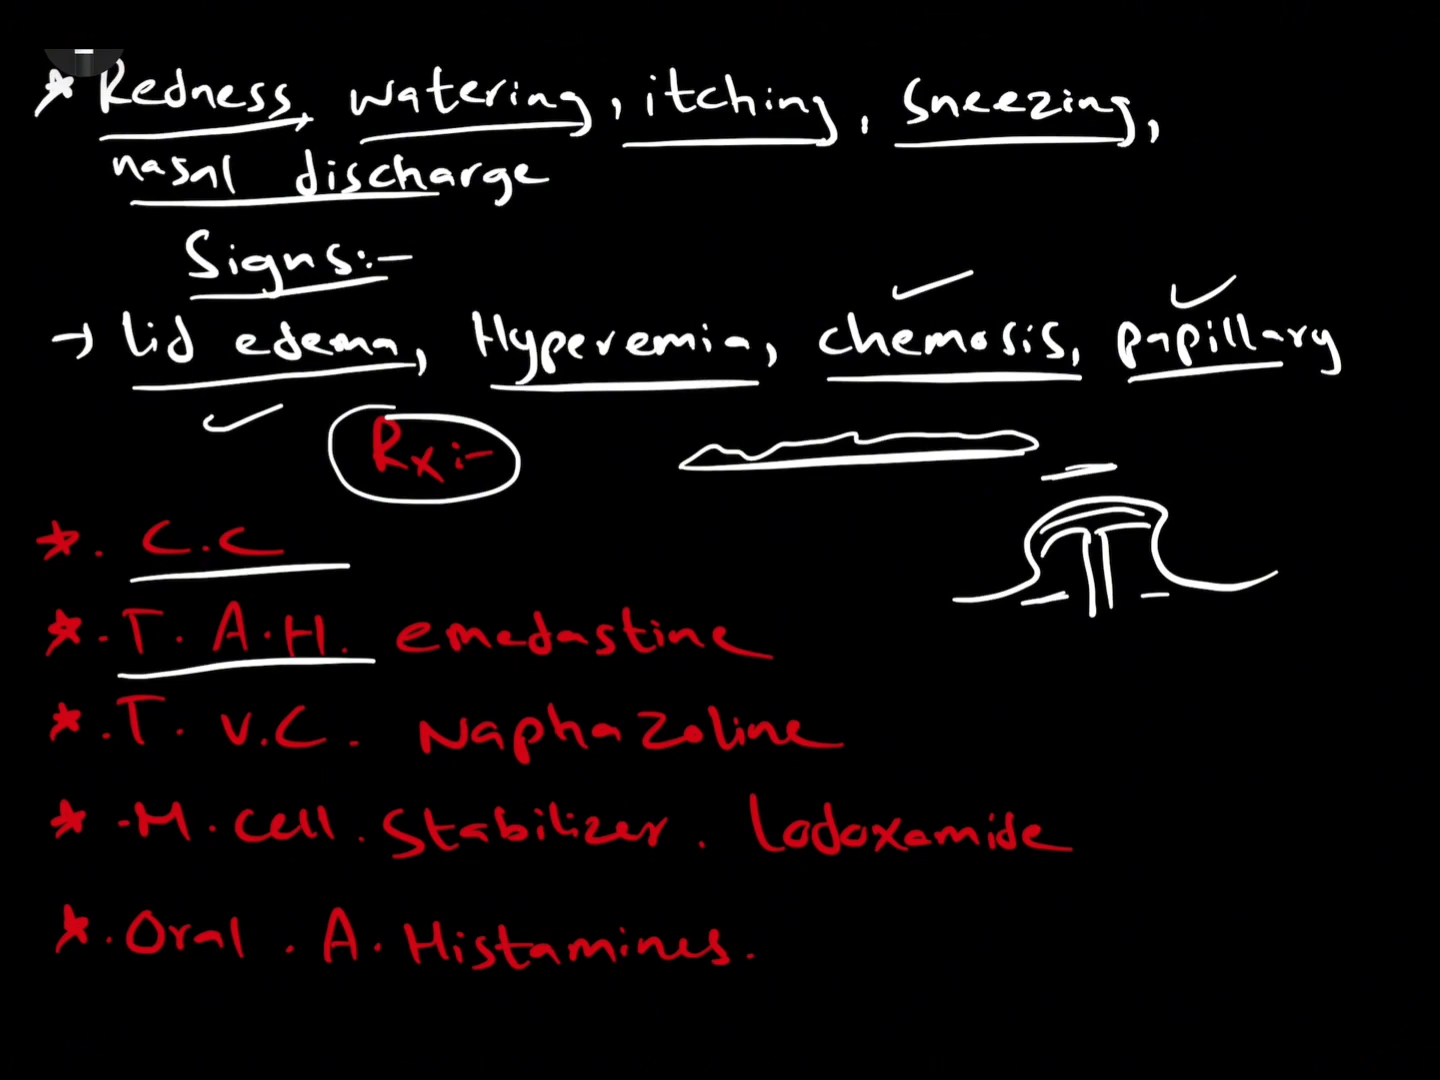 * Redness, watering, itching, sneezing,
nasal discharge
Signs:-
→ lid edema, Hyperemia, chemosis, papillary
Rx:-
*. C.C
*. T. A.H. emedastine
*. T. V.C. Naphazoline
*. M. cell. stabilizer. lodoxamide
*. Oral. A. Histamines.